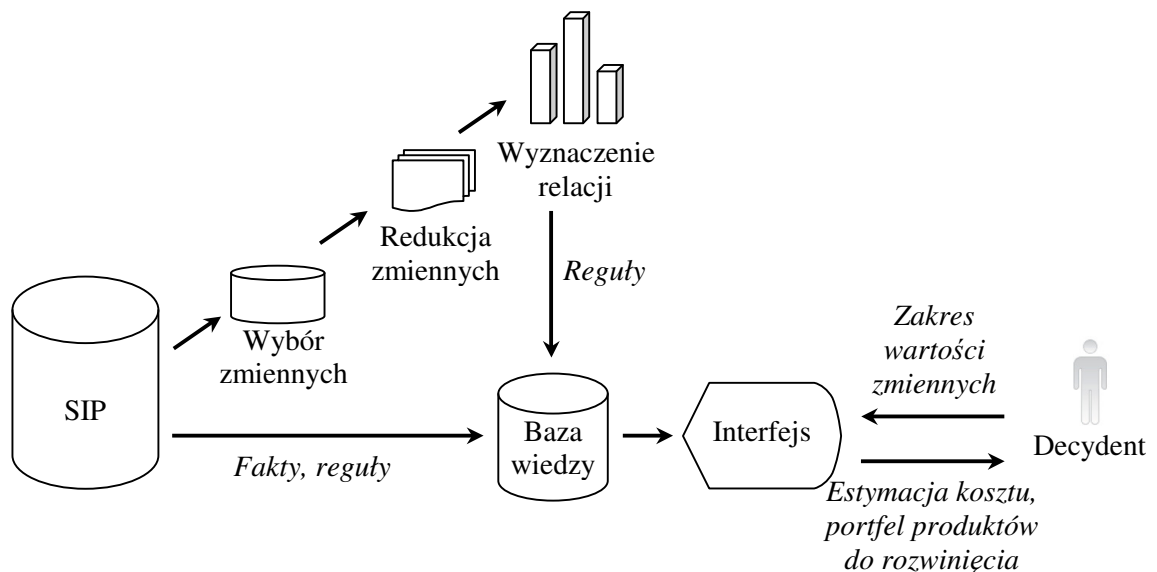 Wyznaczenie
relacji
Redukcja
zmiennych
Reguły
Wybór
zmiennych
Zakres
wartości
zmiennych
SIP
Baza
wiedzy
Interfejs
Decydent
Fakty, reguły
Estymacja kosztu,
portfel produktów
do rozwinięcia